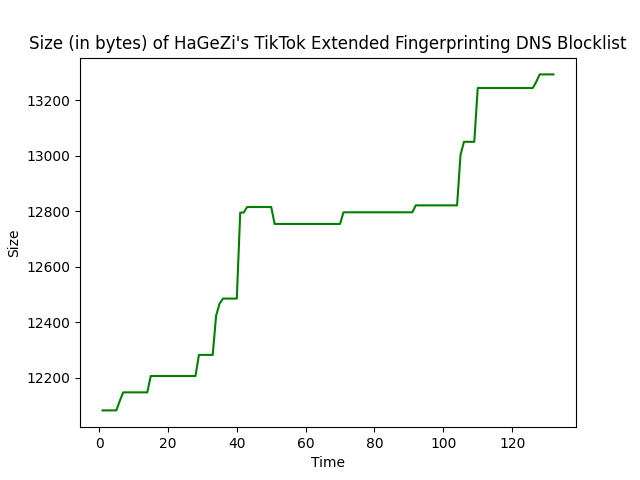 Size (in bytes) of HaGeZi's TikTok Extended Fingerprinting DNS Blocklist
13200
13000
12800
12600
12400
12200
Size
0 20 40 60 80 100 120
Time